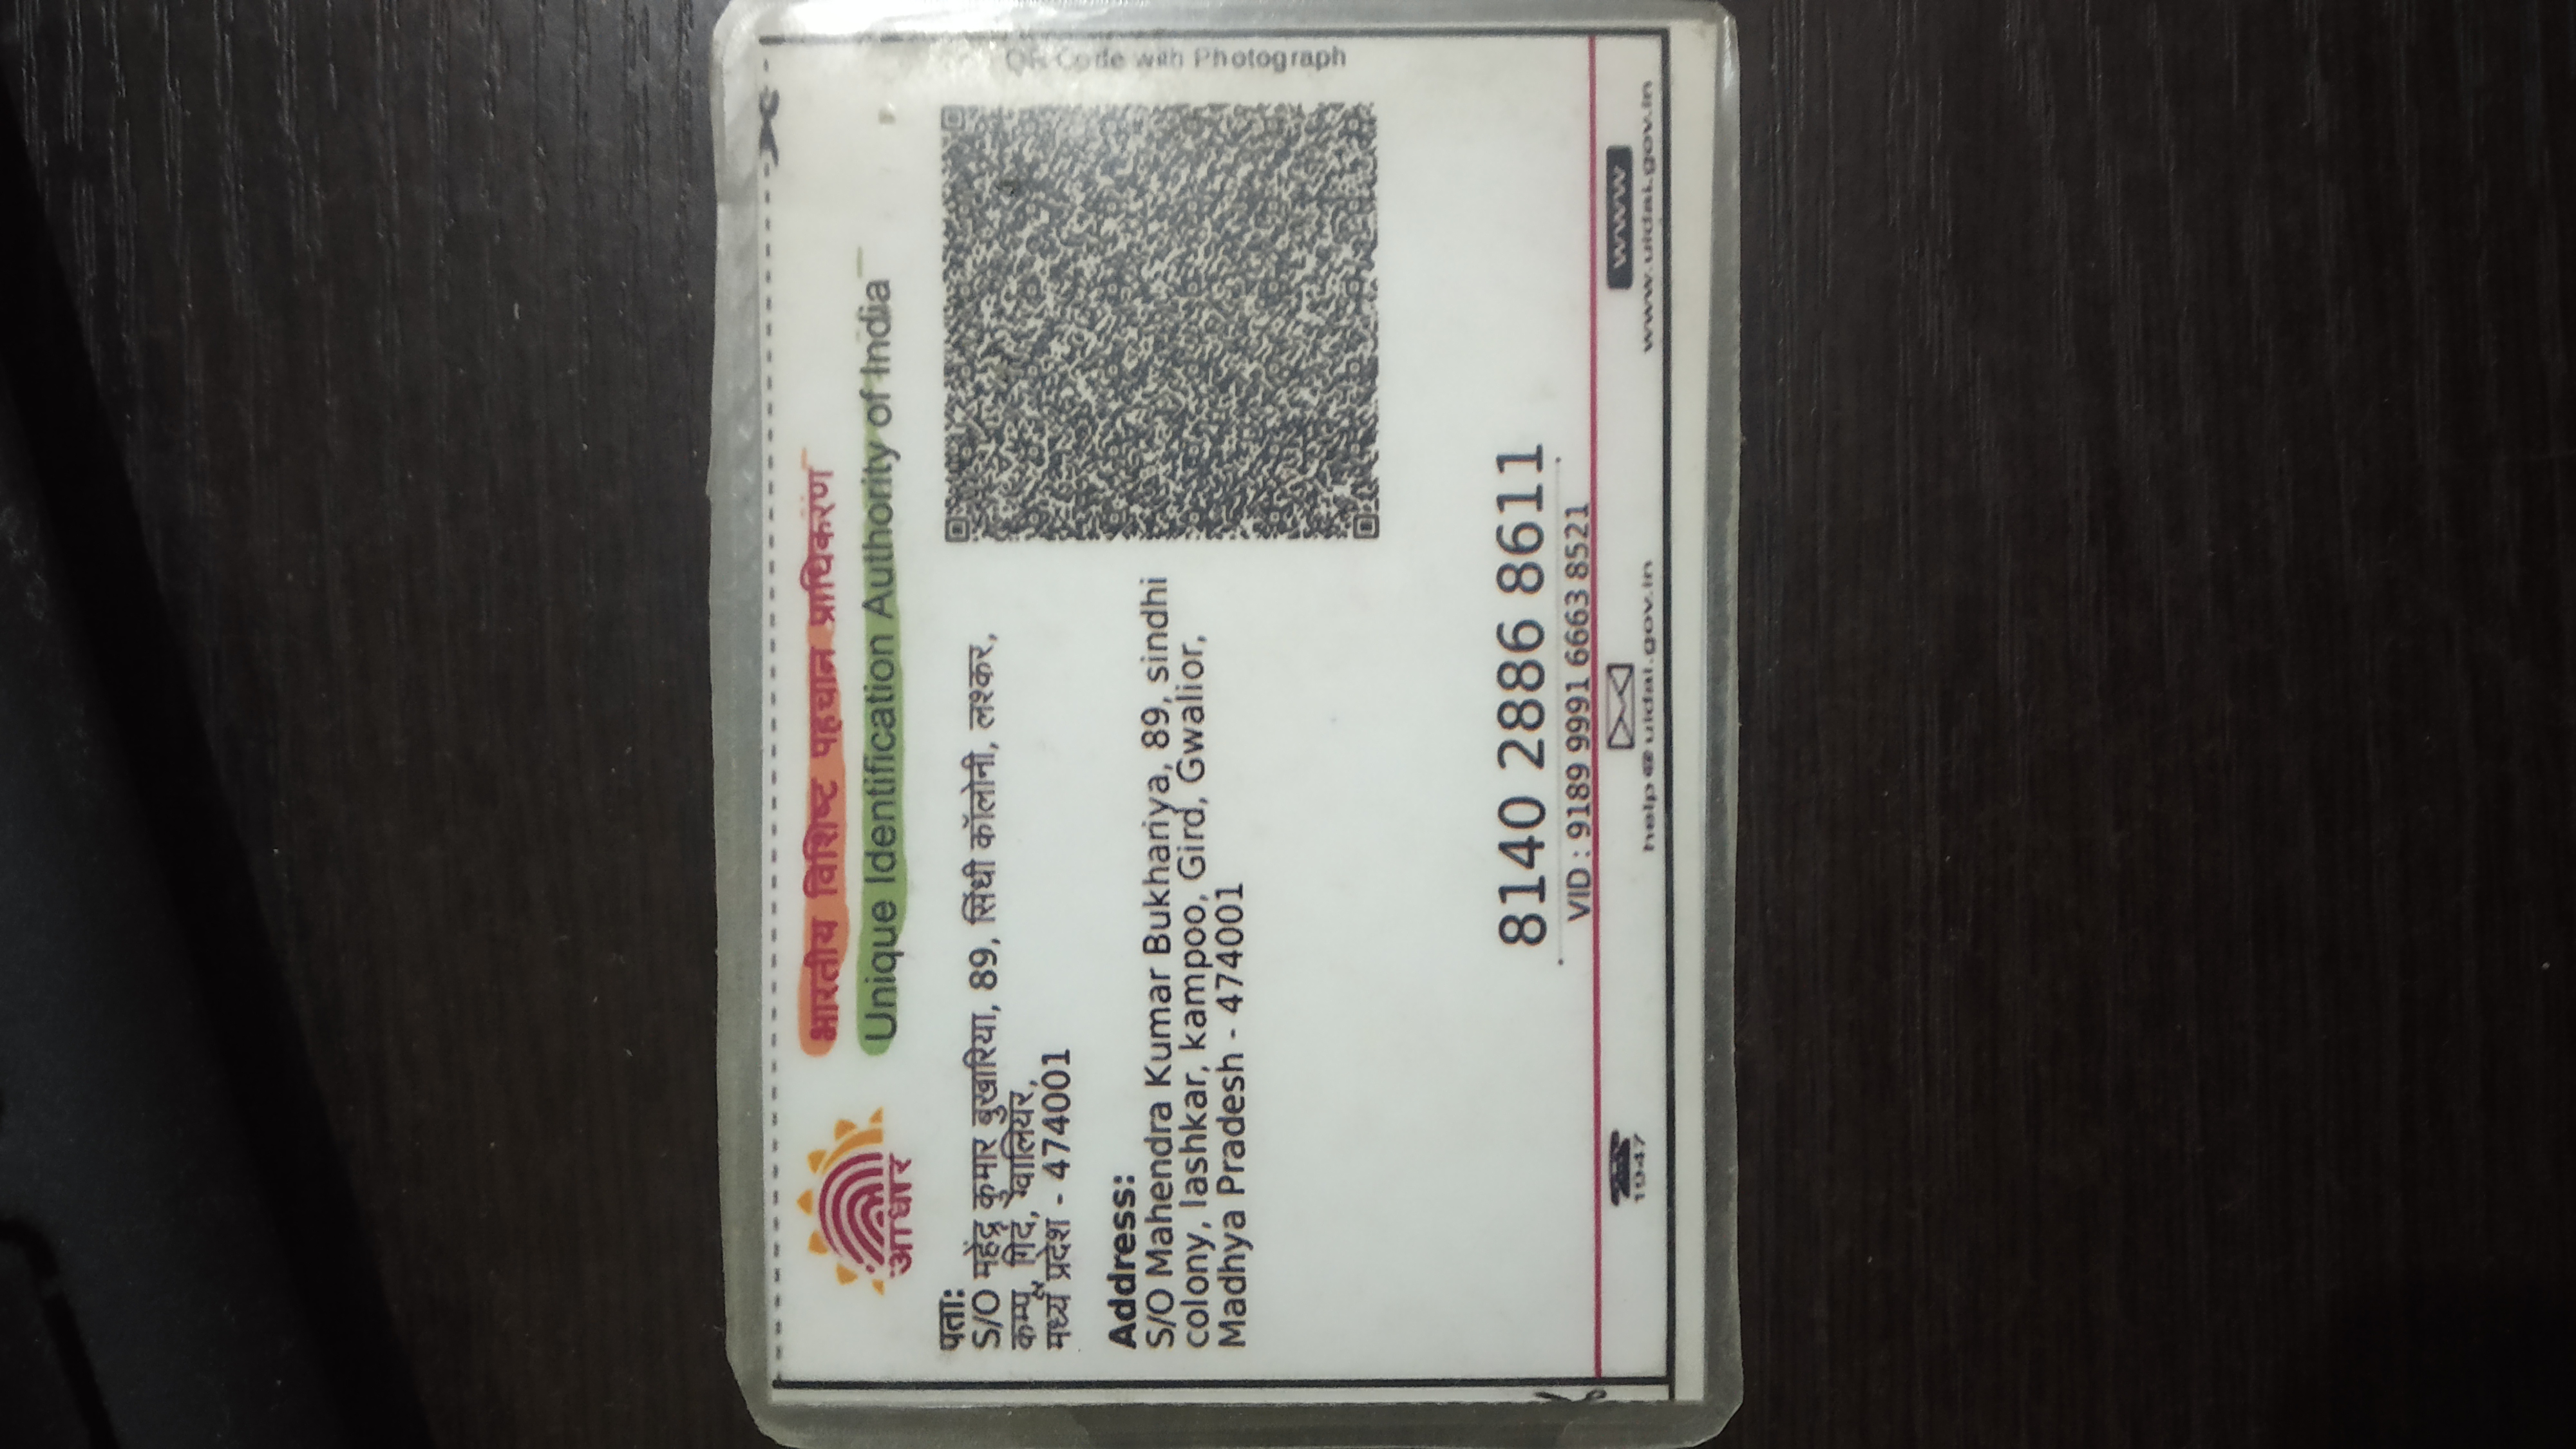 भारतीय विशिष्ट पहचान प्राधिकरण
Unique Identification Authority of India
आधार
QR Code with Photograph
पता:
S/O महेंद्र कुमार बुखारिया, 89, सिंधी कॉलोनी, लश्कर,
कम्पू, गिर्द, ग्वालियर,
मध्य प्रदेश - 474001
Address:
S/O Mahendra Kumar Bukhariya, 89, sindhi
colony, lashkar, kampoo, Gird, Gwalior,
Madhya Pradesh - 474001
8140 2886 8611
VID : 9189 9991 6663 8521
1947
help@uidai.gov.in
WWW
www.uidai.gov.in